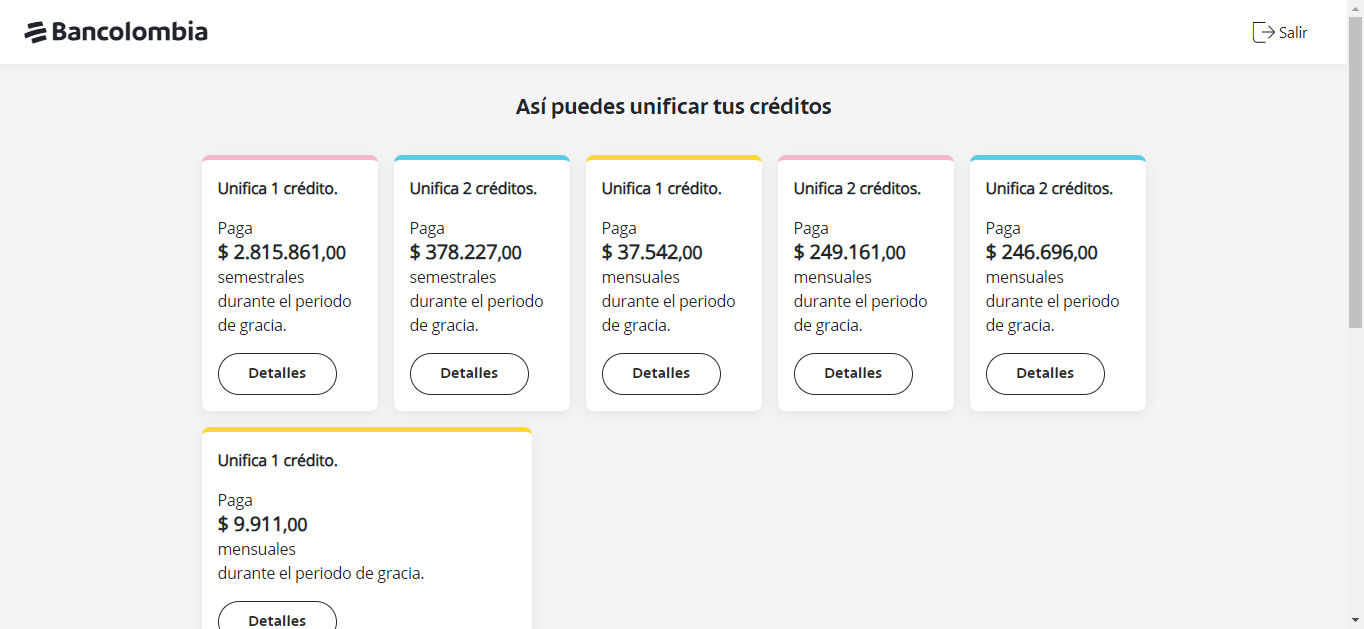 Bancolombia
Salir
Así puedes unificar tus créditos
Unifica 1 crédito.
Paga
$ 2.815.861,00
semestrales
durante el periodo
de gracia.
Detalles
Unifica 2 créditos.
Paga
$ 378.227,00
semestrales
durante el periodo
de gracia.
Detalles
Unifica 1 crédito.
Paga
$ 37.542,00
mensuales
durante el periodo
de gracia.
Detalles
Unifica 2 créditos.
Paga
$ 249.161,00
mensuales
durante el periodo
de gracia.
Detalles
Unifica 2 créditos.
Paga
$ 246.696,00
mensuales
durante el periodo
de gracia.
Detalles
Unifica 1 crédito.
Paga
$ 9.911,00
mensuales
durante el periodo de gracia.
Detalles